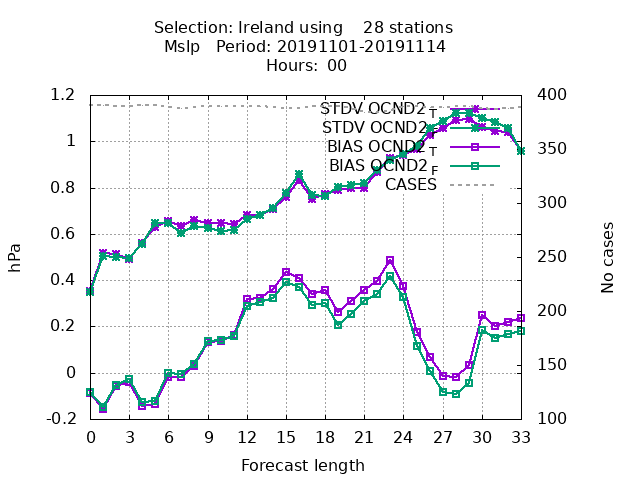 Selection: Ireland using    28 stations
Mslp   Period: 20191101-20191114
Hours:  00
1.2
1
0.8
0.6
0.4
0.2
0
-0.2
hPa
400
350
300
250
200
150
100
No cases
STDV OCND2 T
STDV OCND2 F
BIAS OCND2 T
BIAS OCND2 F
CASES
0 3 6 9 12 15 18 21 24 27 30 33
Forecast length